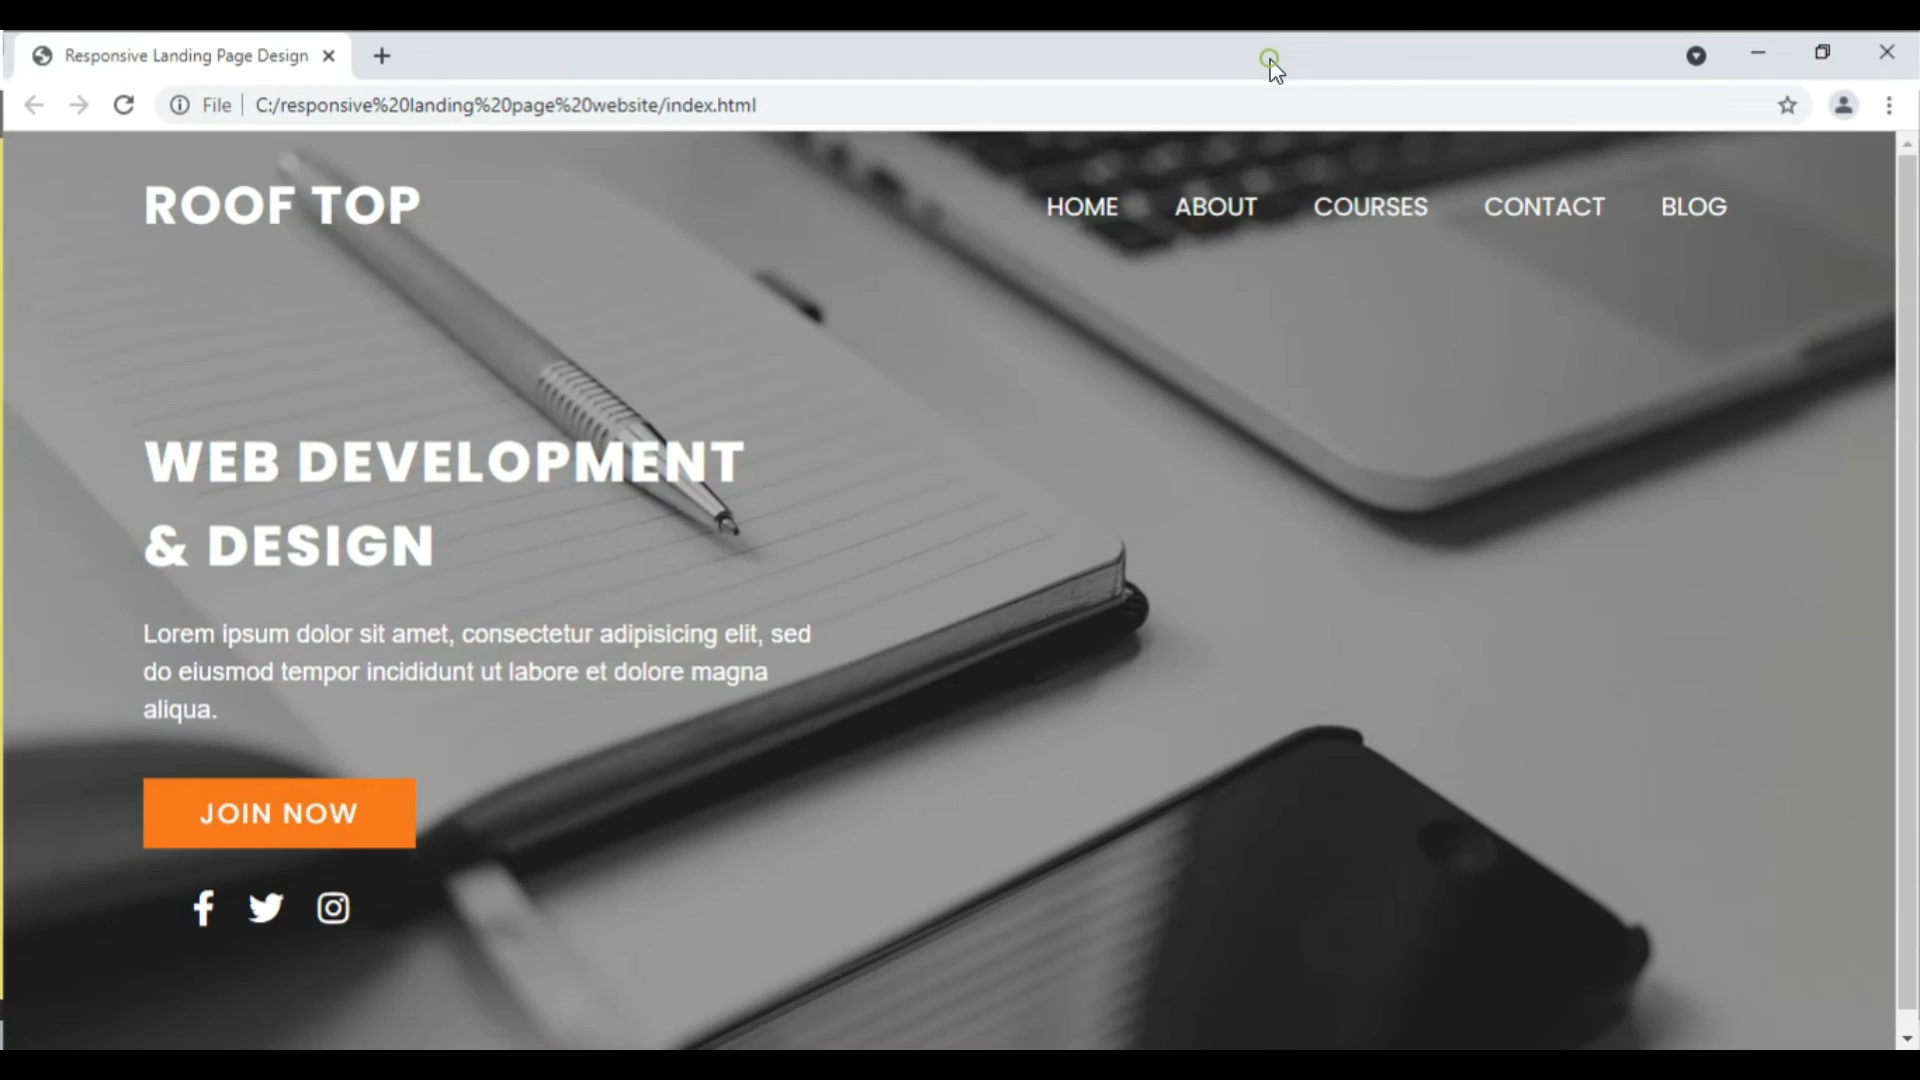 Responsive Landing Page Design
File C:/responsive%20landing%20page%20website/index.html
ROOF TOP
HOME ABOUT COURSES CONTACT BLOG
WEB DEVELOPMENT
& DESIGN
Lorem ipsum dolor sit amet, consectetur adipisicing elit, sed
do eiusmod tempor incididunt ut labore et dolore magna
aliqua.
JOIN NOW